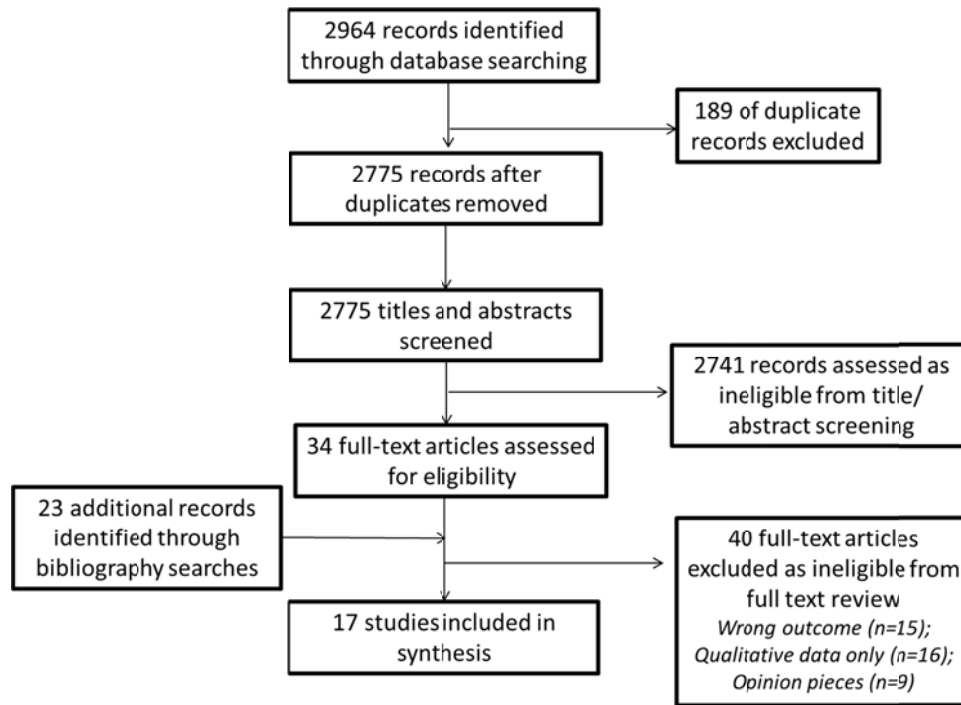 2964 records identified
through database searching
189 of duplicate
records excluded
2775 records after
duplicates removed
2775 titles and abstracts
screened
2741 records assessed as
ineligible from title/
abstract screening
34 full-text articles assessed
for eligibility
23 additional records
identified through
bibliography searches
40 full-text articles
excluded as ineligible from
full text review
Wrong outcome (n=15);
Qualitative data only (n=16);
Opinion pieces (n=9)
17 studies included in
synthesis